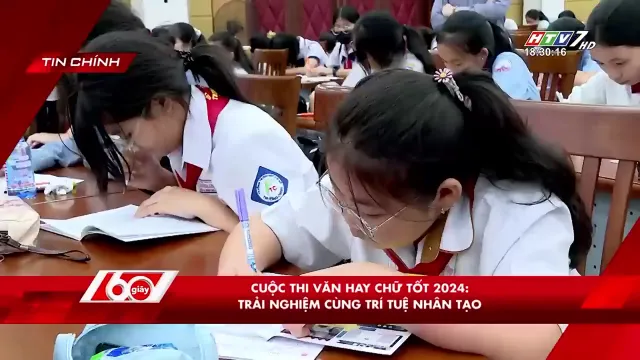 TIN CHÍNH
HTV7 HD
18:30:16
60 giây
CUỘC THI VĂN HAY CHỮ TỐT 2024:
TRẢI NGHIỆM CÙNG TRÍ TUỆ NHÂN TẠO